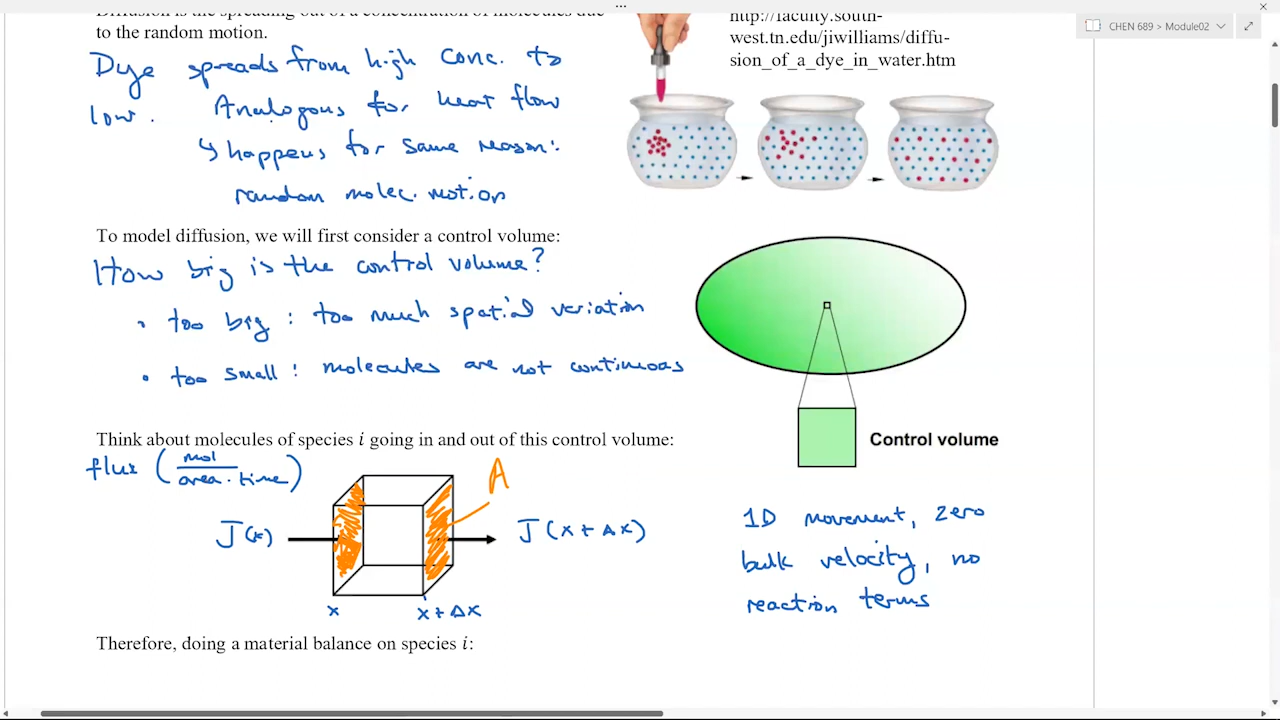 ...
CHEN 689 > Module02
Diffusion is the spreading out of a concentration of molecules due
to the random motion.
http://faculty.south-
west.tn.edu/jiwilliams/diffu-
sion_of_a_dye_in_water.htm
Dye spreads from high conc. to
low. Analogous for heat flow
↳ happens for same reason:
random molec. motion
To model diffusion, we will first consider a control volume:
How big is the control volume?
• too big : too much spatial variation
• too small : molecules are not continuous
Control volume
Think about molecules of species i going in and out of this control volume:
flux (mol / area · time)
A
J(x)
J(x + Δx)
x
x + Δx
1D movement, zero
bulk velocity, no
reaction terms
Therefore, doing a material balance on species i: